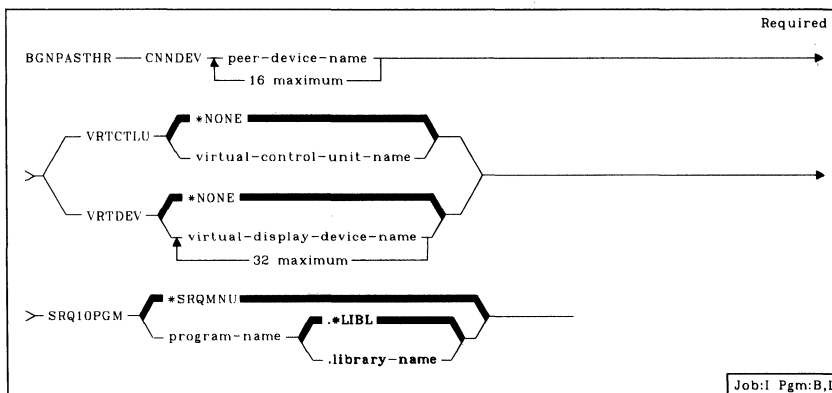 Required
BGNPASTHR CNNDEV peer-device-name
16 maximum
*NONE
VRTCTLU
virtual-control-unit-name
*NONE
VRTDEV
virtual-display-device-name
32 maximum
*SRQMNU
SRQ10PGM
.*LIBL
program-name
.library-name
Job:I Pgm:B,I